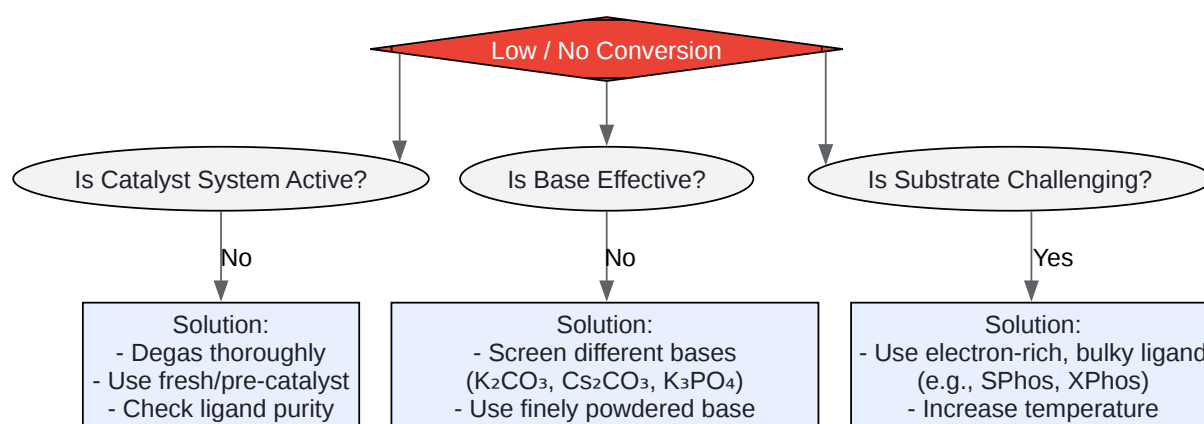 Low / No Conversion
Is Catalyst System Active?
Is Base Effective?
Is Substrate Challenging?
No
No
Yes
Solution:
- Degas thoroughly
- Use fresh/pre-catalyst
- Check ligand purity
Solution:
- Screen different bases
(K₂CO₃, Cs₂CO₃, K₃PO₄)
- Use finely powdered base
Solution:
- Use electron-rich, bulky ligand
(e.g., SPhos, XPhos)
- Increase temperature